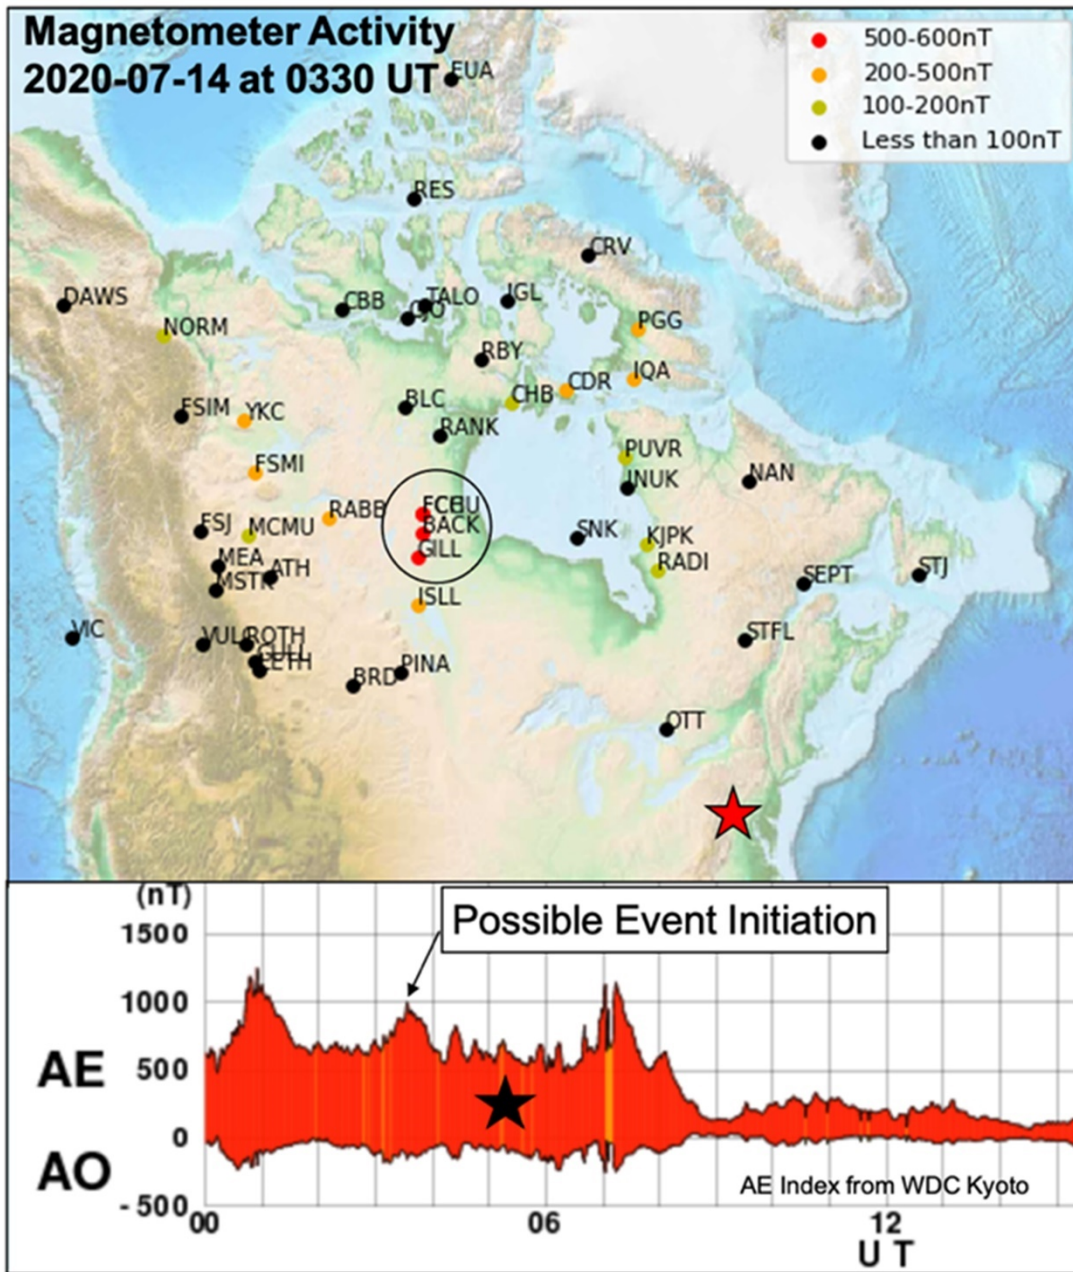 Magnetometer Activity
2020-07-14 at 0330 UT
500-600nT
200-500nT
100-200nT
Less than 100nT
EUA
RES
CRV
DAWS
CBB
TALO
IGL
NORM
PGG
RBY
IQA
CDR
CHB
BLC
FSIM
YKC
RANK
PUVR
FSMI
INUK
NAN
RABB
FSJ
MCMU
BACK
SNK
KJPK
GILL
RADI
MEA
ATH
MSTK
SEPT
STJ
ISLL
VIC
STFL
PINA
BRD
OTT
(nT)
1500
1000
500
0
-500
AE
AO
Possible Event Initiation
AE Index from WDC Kyoto
00
06
12
U T